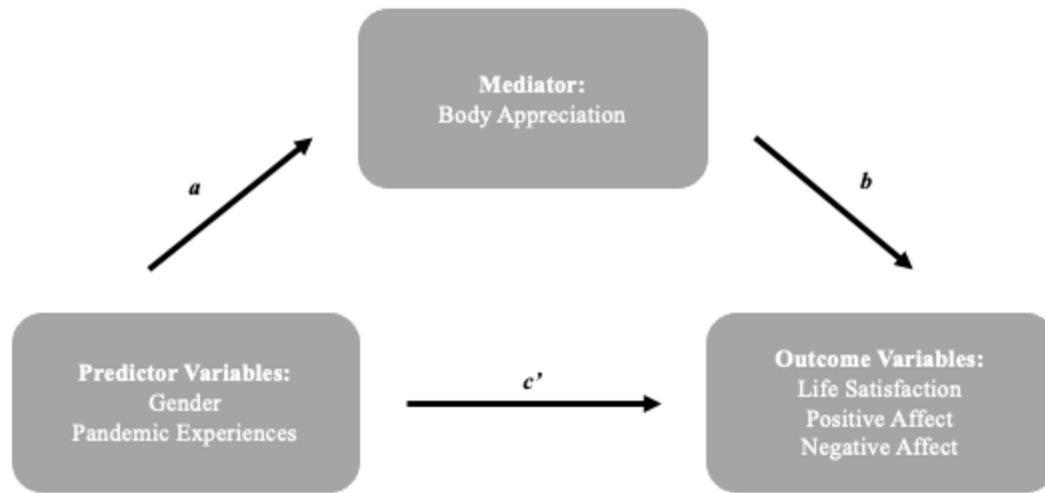 Mediator:
Body Appreciation
a
b
Predictor Variables:
Gender
Pandemic Experiences
c’
Outcome Variables:
Life Satisfaction
Positive Affect
Negative Affect